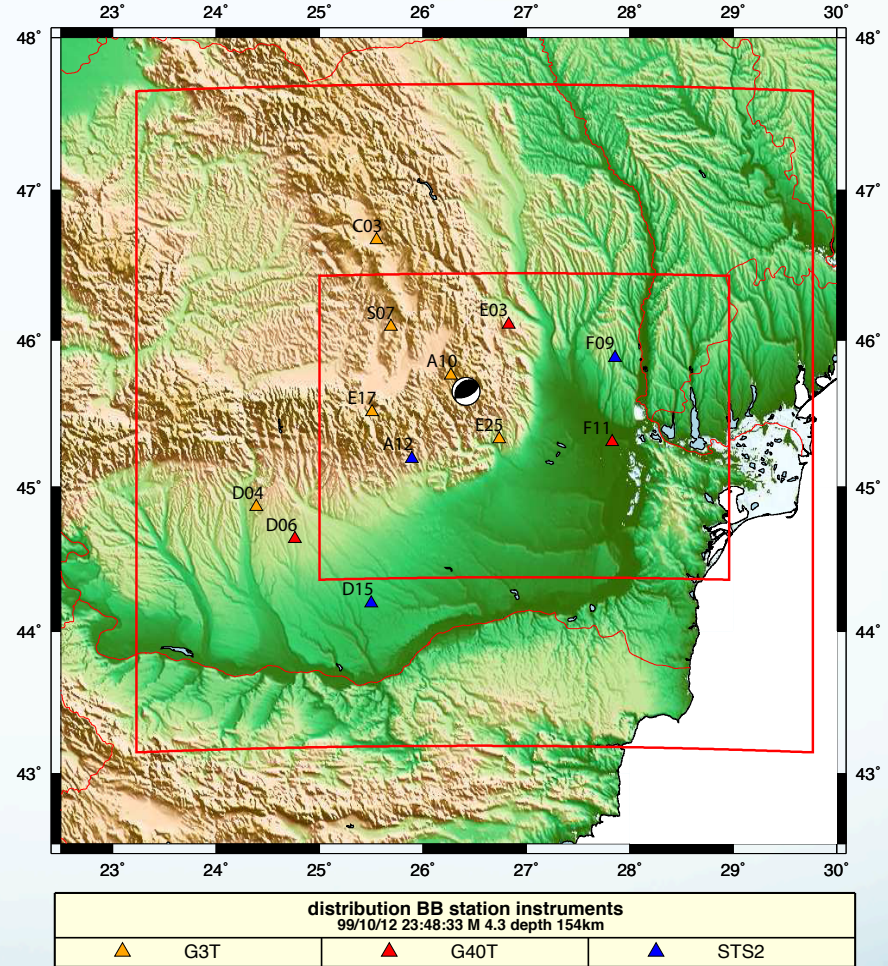 23˚ 24˚ 25˚ 26˚ 27˚ 28˚ 29˚ 30˚
48˚ 48˚
47˚ 47˚
C03
S07 E03
46˚ 46˚
F09
A10
E17
E25 F11
A12
45˚ 45˚
D04
D06
D15
44˚ 44˚
43˚ 43˚
23˚ 24˚ 25˚ 26˚ 27˚ 28˚ 29˚ 30˚
distribution BB station instruments
99/10/12 23:48:33 M 4.3 depth 154km
G3T G40T STS2